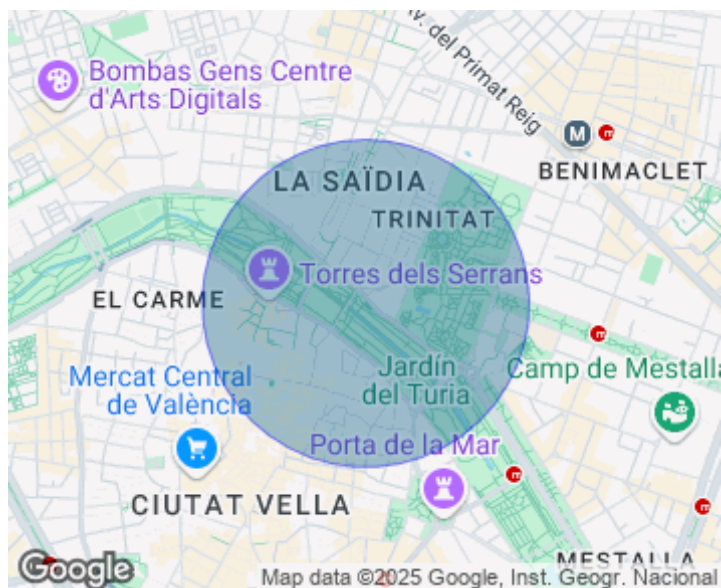 Av. del Primat Reig
Bombas Gens Centre
d'Arts Digitals
M
BENIMACLET
LA SAÏDIA
TRINITAT
Torres dels Serrans
EL CARME
Mercat Central
de València
Jardín
del Turia
Camp de Mestalla
Porta de la Mar
CIUTAT VELLA
MESTALLA
Google
Map data ©2025 Google, Inst. Geogr. Nacional